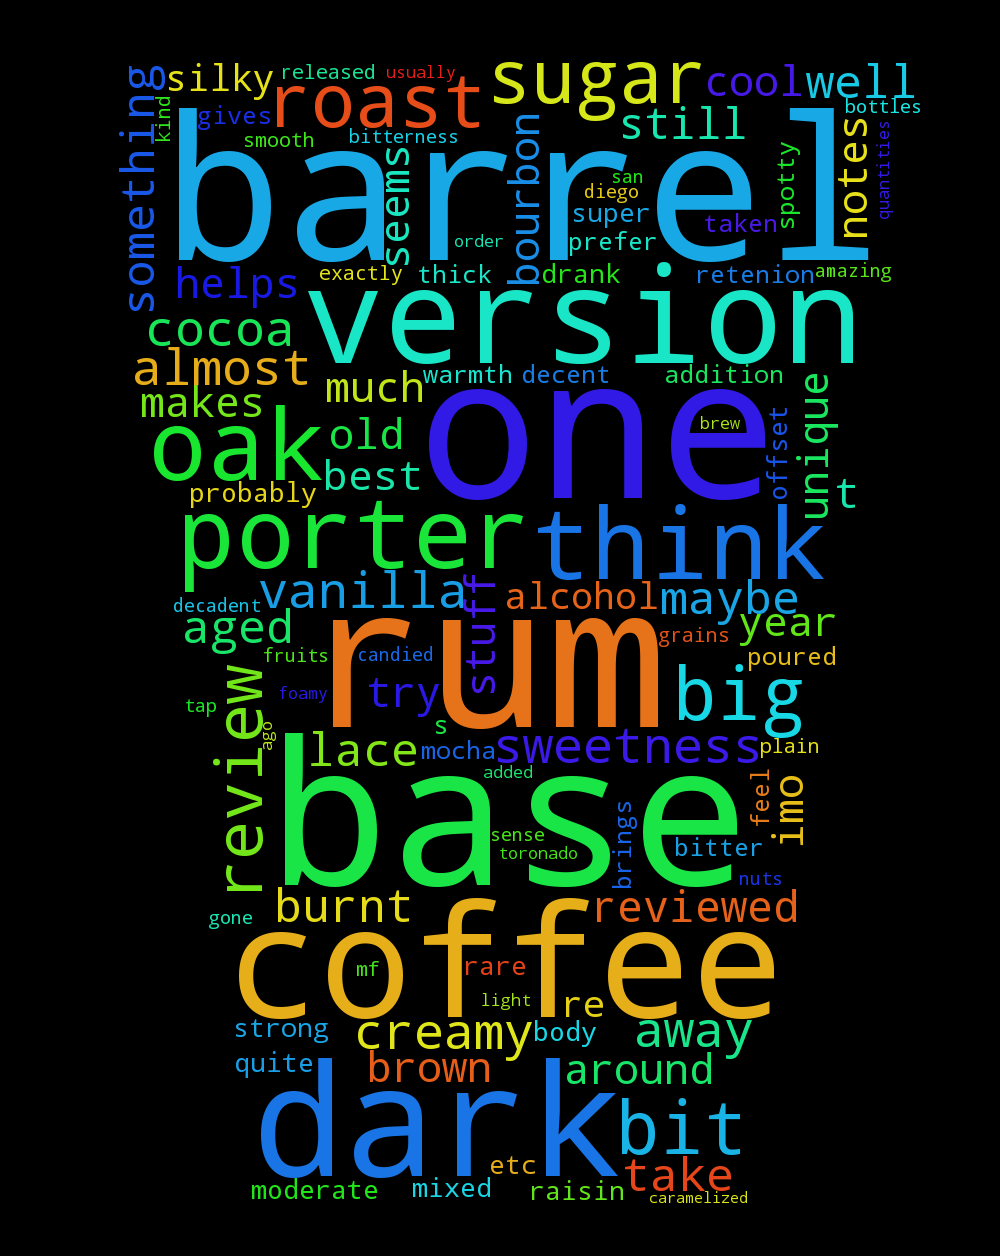 silky
released
usually
sugar
cool
well
something
kind
gives
roast
bottles
smooth
bitterness
still
barrel
seems
bourbon
san
diego
super
prefer
order
taken
spotty
notes
quantities
helps
exactly
thick
drank
retenion
amazing
cocoa
version
almost
much
warmth
decent
addition
makes
one
brew
offset
unique
oak
old
best
t
probably
porter
think
vanilla
stuff
alcohol
maybe
decadent
aged
rum
grains
year
fruits
candied
poured
review
foamy
try
big
tap
ago
s
lace
mocha
sweetness
plain
added
base
feel
imo
sense
toronado
brings
bitter
nuts
burnt
reviewed
gone
coffee
mf
rare
light
re
strong
creamy
body
away
quite
brown
around
dark
bit
etc
take
moderate
mixed
raisin
caramelized